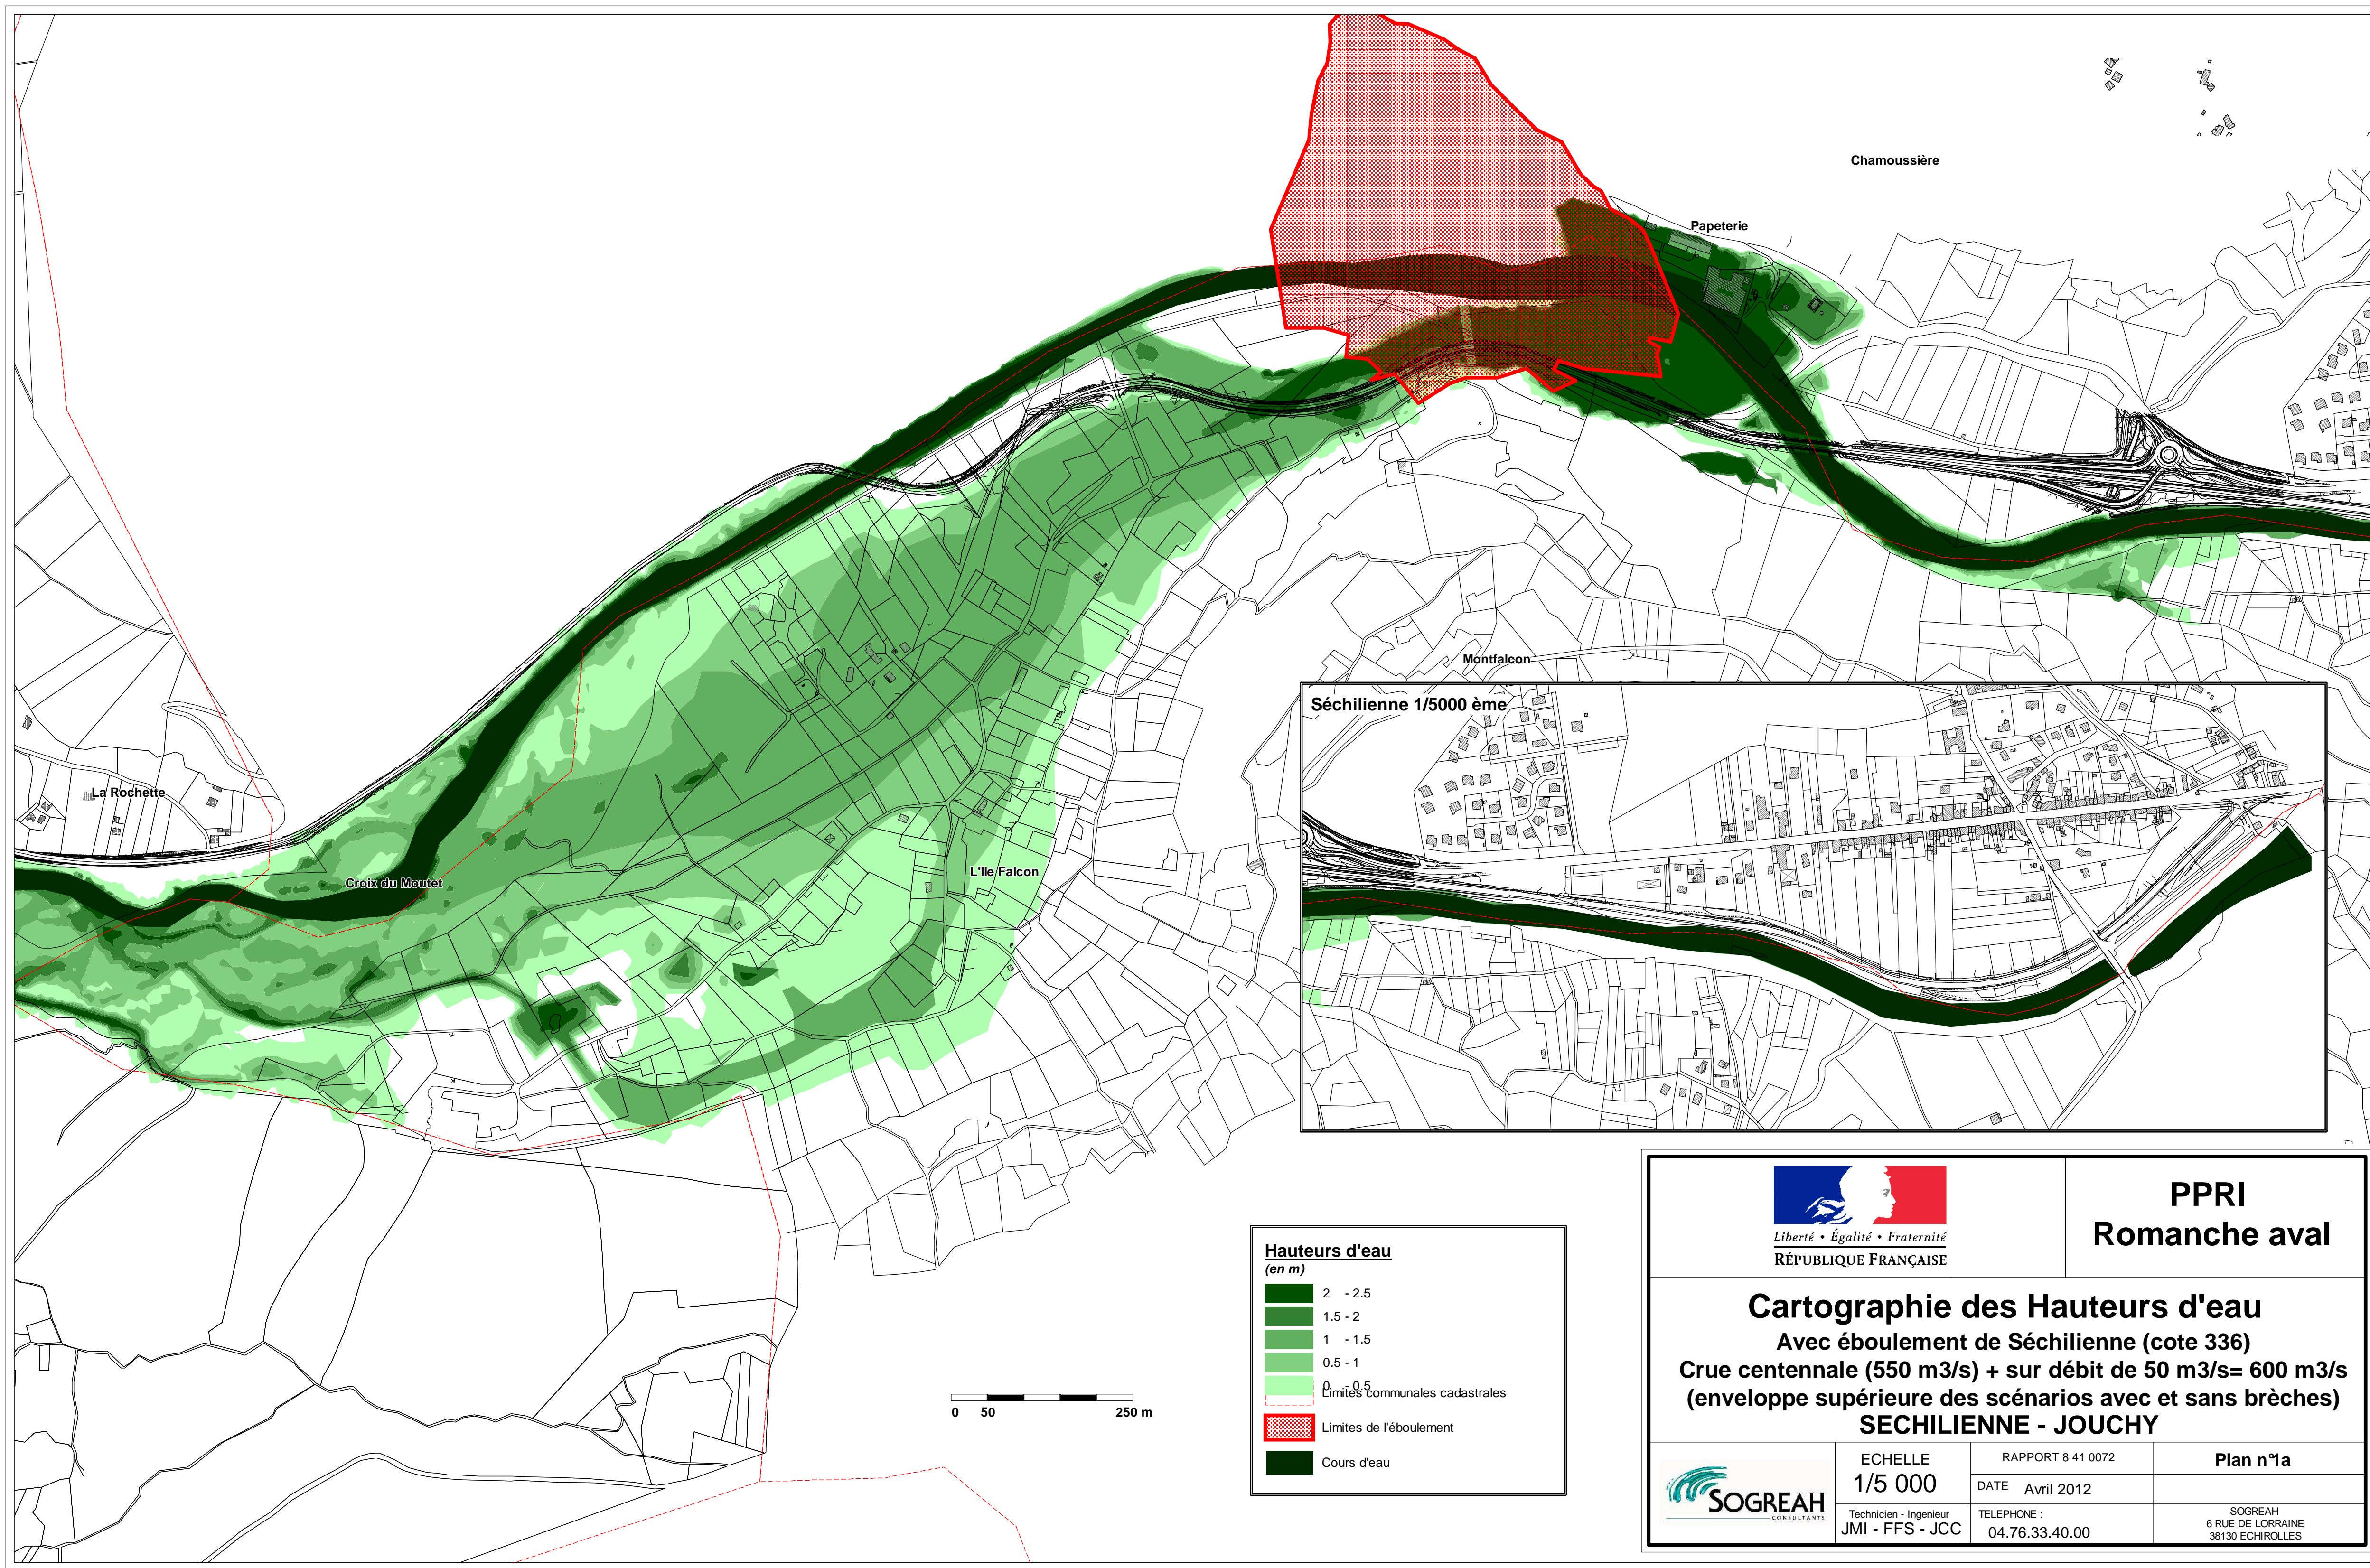 Chamoussière
Papeterie
Montfalcon
Séchilienne 1/5000 ème
La Rochette
Croix du Moutet
L'Ile Falcon
Hauteurs d'eau
(en m)
2 - 2.5
1.5 - 2
1 - 1.5
0.5 - 1
0 - 0.5
Limites communales cadastrales
Limites de l'éboulement
Cours d'eau
0 50 250 m
Liberté • Égalité • Fraternité
RÉPUBLIQUE FRANÇAISE
PPRI
Romanche aval
Cartographie des Hauteurs d'eau
Avec éboulement de Séchilienne (cote 336)
Crue centennale (550 m3/s) + sur débit de 50 m3/s= 600 m3/s
(enveloppe supérieure des scénarios avec et sans brèches)
SECHILIENNE - JOUCHY
SOGREAH
CONSULTANTS
ECHELLE
1/5 000
Technicien - Ingenieur
JMI - FFS - JCC
RAPPORT 8 41 0072
DATE Avril 2012
TELEPHONE :
04.76.33.40.00
Plan n°1a
SOGREAH
6 RUE DE LORRAINE
38130 ECHIROLLES